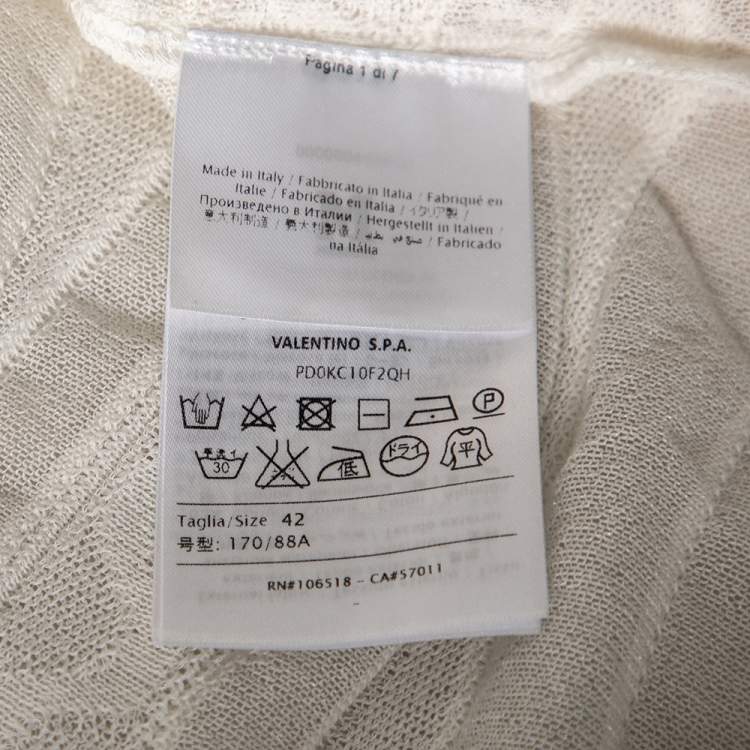 Pagina 1 di 7
Made in Italy / Fabbricato in Italia / Fabriqué en
Italie / Fabricado en Italia / イタリア製 /
Произведено в Италии / Hergestellt in Italien /
意大利制造 / 義大利製造 / / Fabricado
na Itália
VALENTINO S.P.A.
PD0KC10F2QH
P
30 低 ドライ 平
Taglia/Size 42
号型: 170/88A
RN#106518 - CA#57011